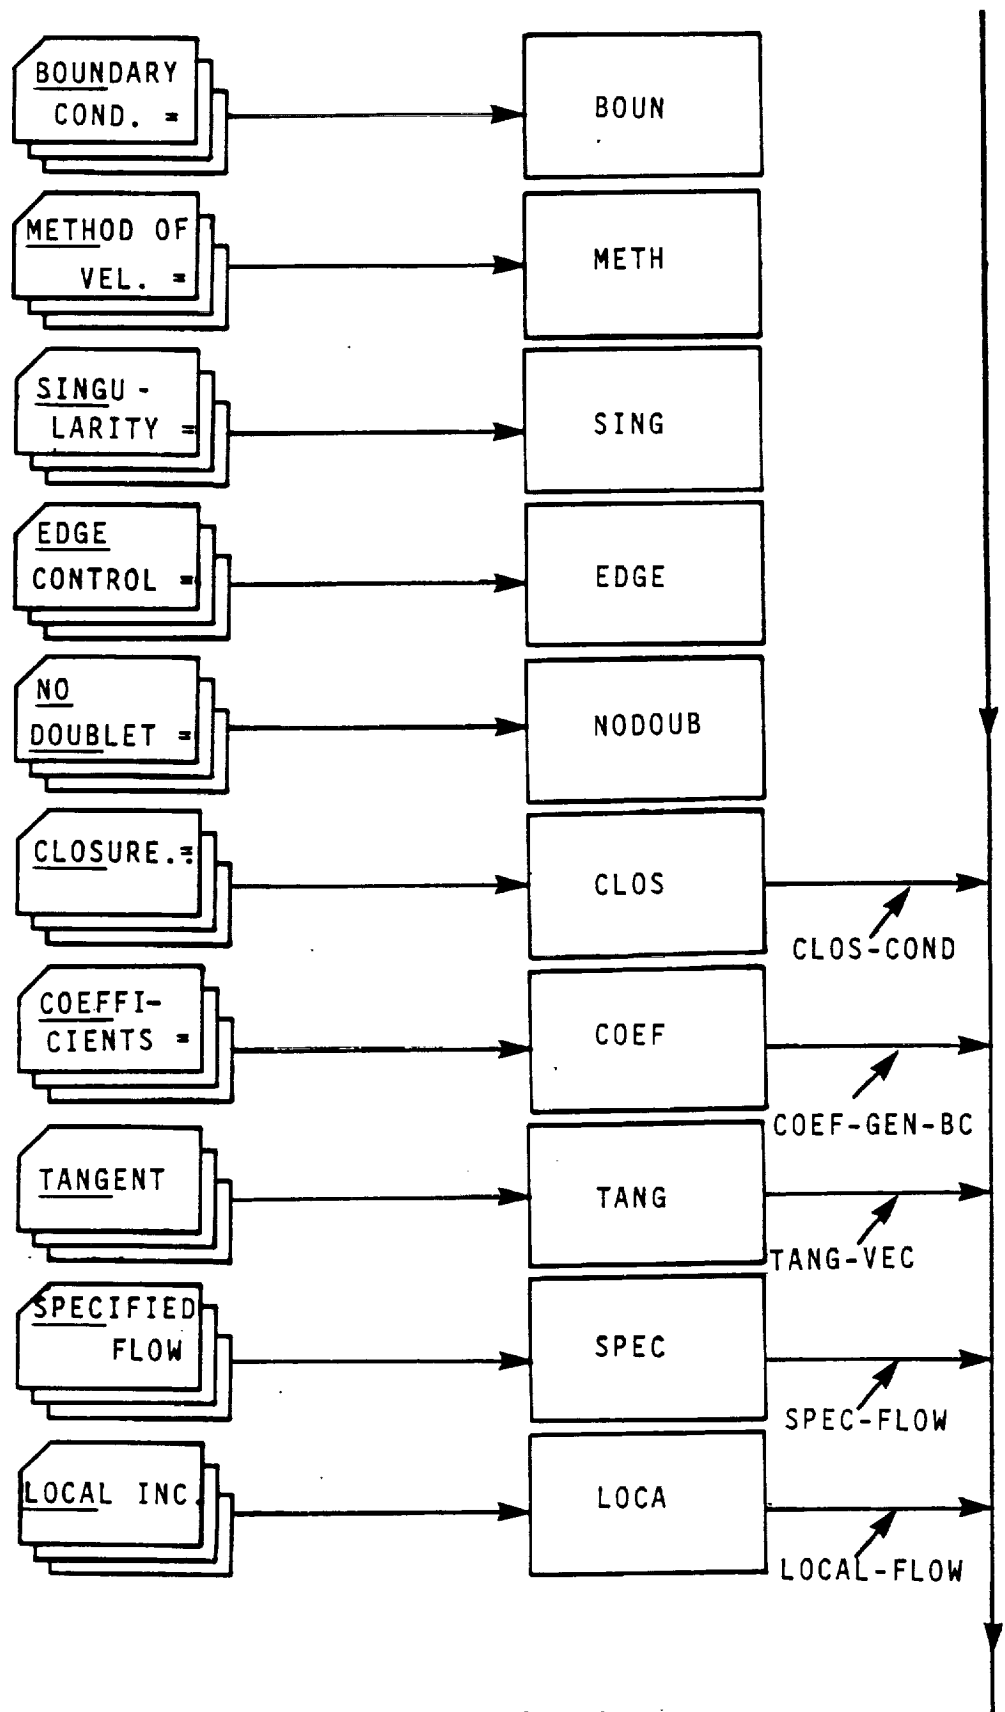 BOUNDARY
COND. =
BOUN
METHOD OF
VEL. =
METH
SINGU-
LARITY =
SING
EDGE
CONTROL =
EDGE
NO
DOUBLET =
NODOUB
CLOSURE.=
CLOS
CLOS-COND
COEFFI-
CIENTS =
COEF
COEF-GEN-BC
TANGENT
TANG
TANG-VEC
SPECIFIED
FLOW
SPEC
SPEC-FLOW
LOCAL INC.
LOCA
LOCAL-FLOW